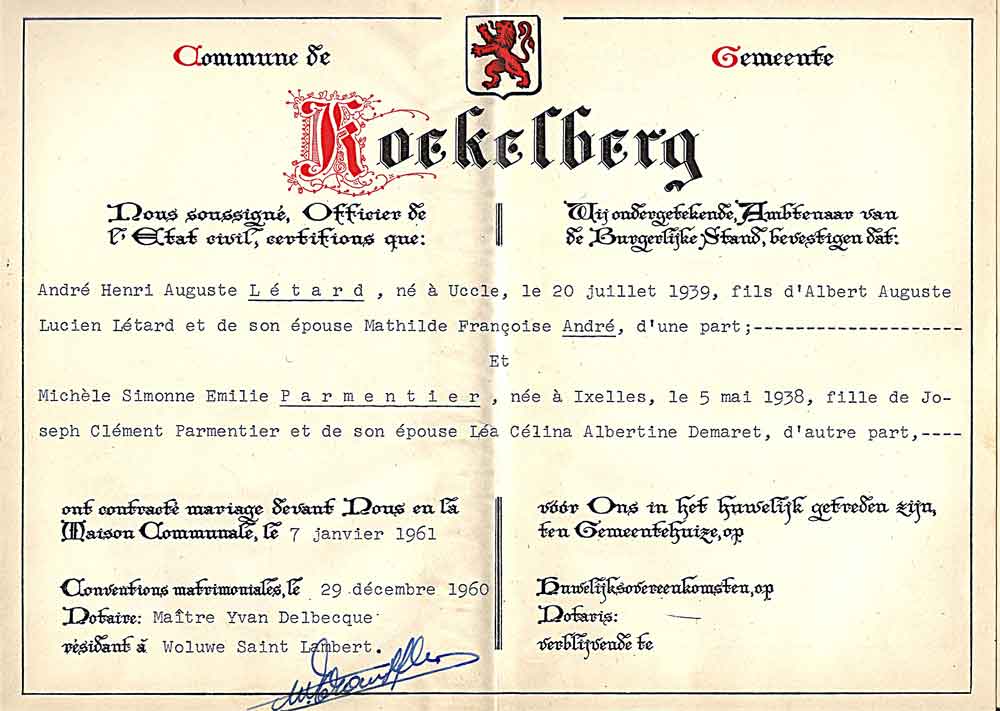 Commune de
Gemeente
Koekelberg
Nous soussigné, Officier de
l'Etat civil, certifions que:
Wij ondergetekende, Ambtenaar van
de Burgerlijke Stand, bevestigen dat:
André Henri Auguste Létard , né à Uccle, le 20 juillet 1939, fils d'Albert Auguste
Lucien Létard et de son épouse Mathilde Françoise André, d'une part;--------------------
Et
Michèle Simonne Emilie Parmentier , née à Ixelles, le 5 mai 1938, fille de Jo-
seph Clément Parmentier et de son épouse Léa Célina Albertine Demaret, d'autre part,----
ont contracté mariage devant Nous en la
Maison Communale, le 7 janvier 1961
vóór Ons in het huwelijk getreden zijn,
ten Gemeentehuize, op
Conventions matrimoniales, le 29 décembre 1960
Notaire: Maître Yvan Delbecque
résidant à Woluwe Saint Lambert.
Huwelijksovereenkomsten, op
Notaris: —
verblijvende te